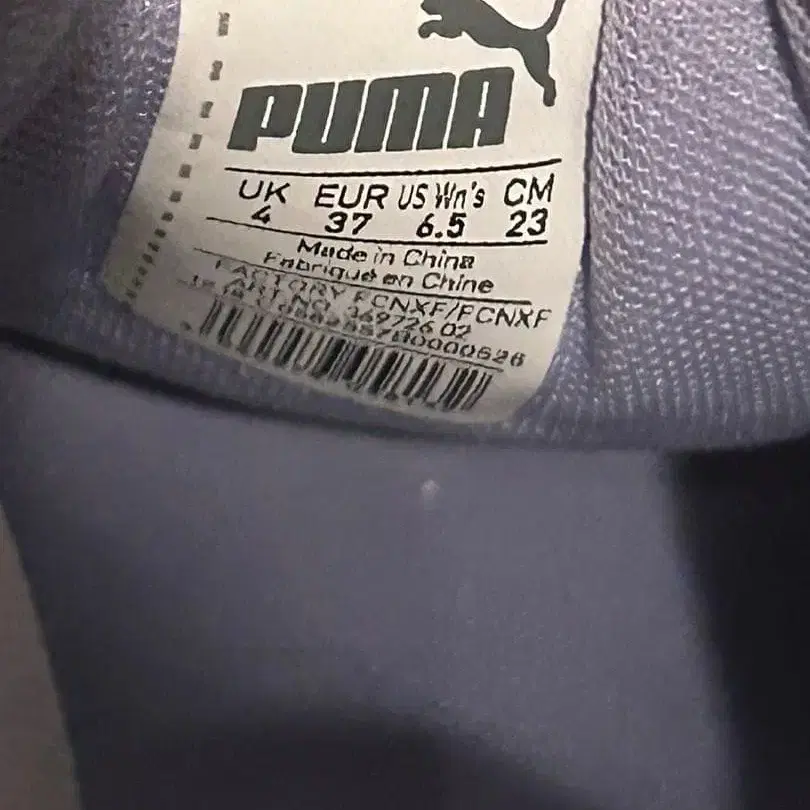 PUMA
UK EUR US Wn's CM
4 37 6.5 23
Made in China
Fabriqué en Chine
FACTORY FCNXF/FCNXF
ART.NO. 369726 02